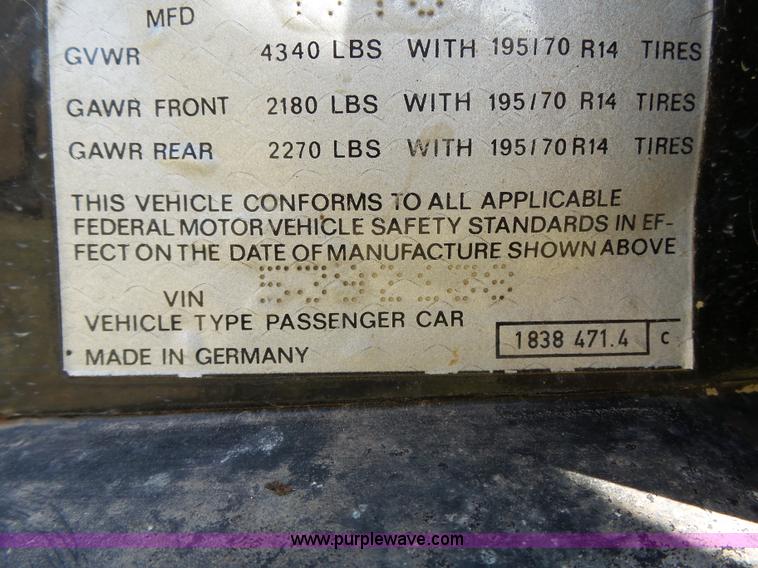 MFD
GVWR 4340 LBS WITH 195/70 R14 TIRES
GAWR FRONT 2180 LBS WITH 195/70 R14 TIRES
GAWR REAR 2270 LBS WITH 195/70 R14 TIRES
THIS VEHICLE CONFORMS TO ALL APPLICABLE
FEDERAL MOTOR VEHICLE SAFETY STANDARDS IN EF-
FECT ON THE DATE OF MANUFACTURE SHOWN ABOVE
VIN
VEHICLE TYPE PASSENGER CAR
1838 471.4 C
MADE IN GERMANY
www.purplewave.com